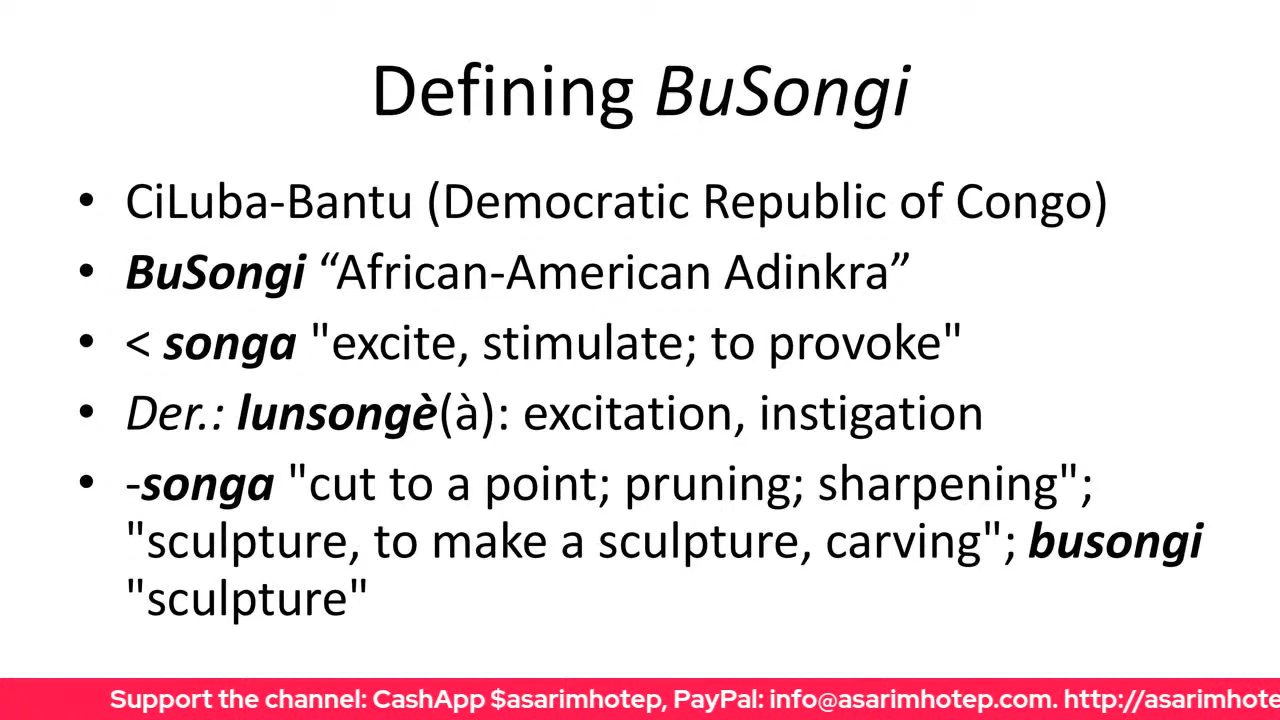 Defining BuSongi
• CiLuba-Bantu (Democratic Republic of Congo)
• BuSongi “African-American Adinkra”
• < songa "excite, stimulate; to provoke"
• Der.: lunsongè(à): excitation, instigation
• -songa "cut to a point; pruning; sharpening";
"sculpture, to make a sculpture, carving"; busongi
"sculpture"
Support the channel: CashApp $asarimhotep, PayPal: info@asarimhotep.com. http://asarimhote